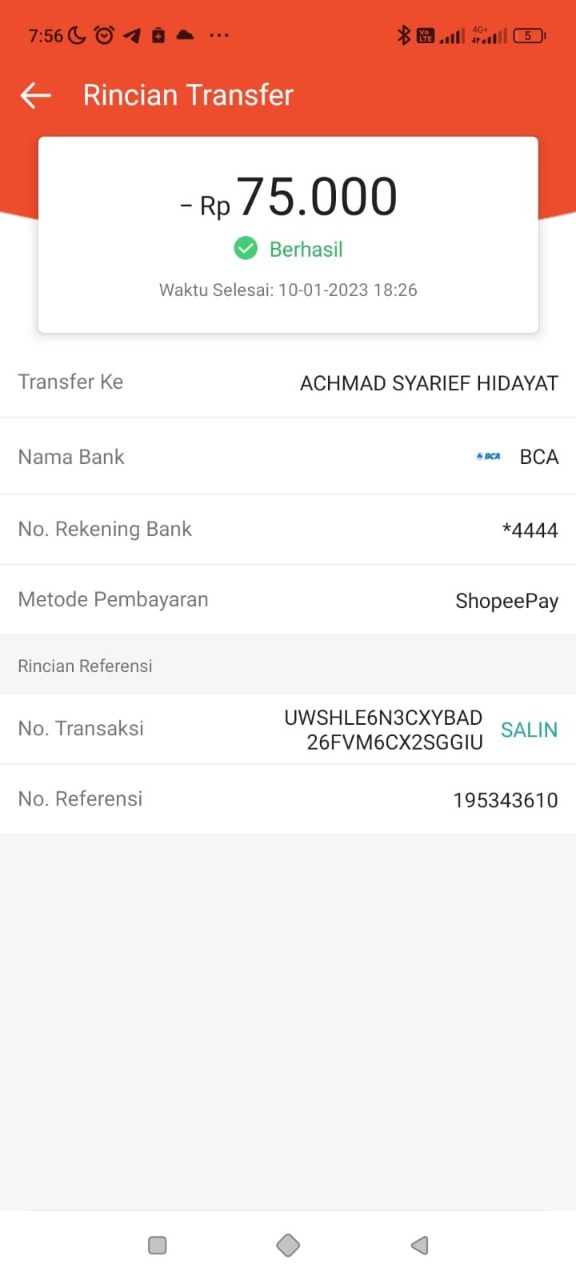 7:56
Vo LTE
4G+
5
Rincian Transfer
- Rp 75.000
Berhasil
Waktu Selesai: 10-01-2023 18:26
Transfer Ke ACHMAD SYARIEF HIDAYAT
Nama Bank BCA BCA
No. Rekening Bank *4444
Metode Pembayaran ShopeePay
Rincian Referensi
No. Transaksi UWSHLE6N3CXYBAD
26FVM6CX2SGGIU SALIN
No. Referensi 195343610